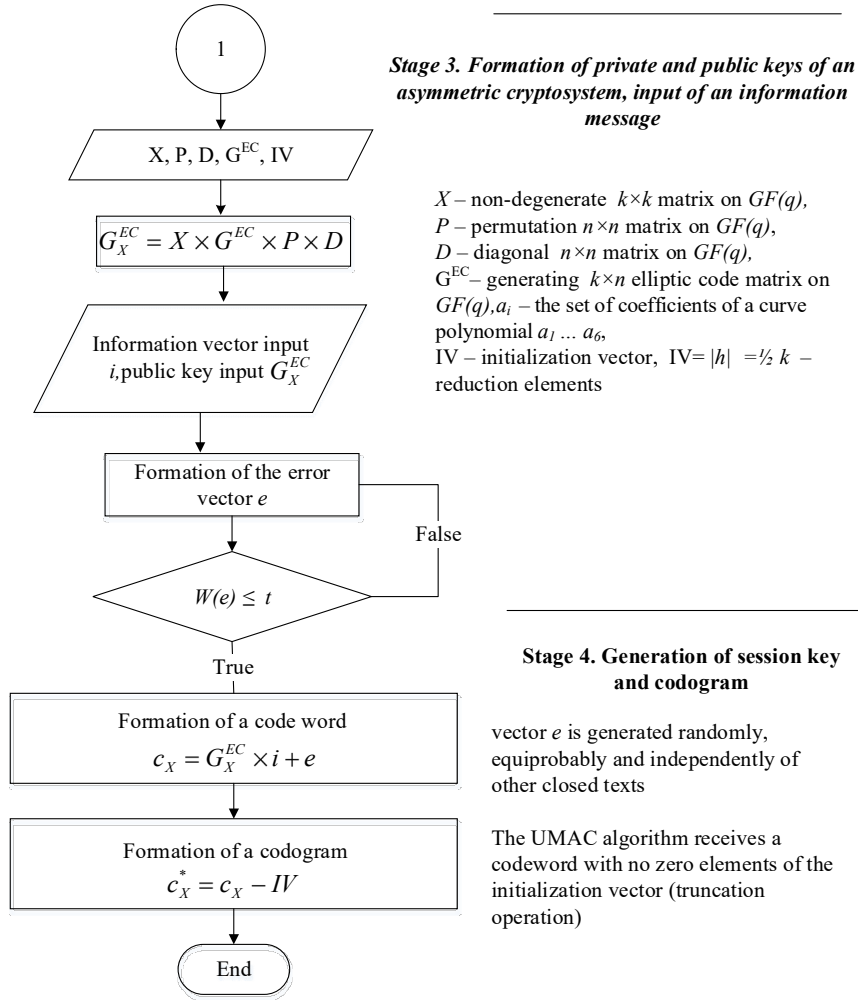 1
Stage 3. Formation of private and public keys of an
asymmetric cryptosystem, input of an information
message
X, P, D, G^EC, IV
X – non-degenerate k×k matrix on GF(q),
P – permutation n×n matrix on GF(q),
D – diagonal n×n matrix on GF(q),
G^EC– generating k×n elliptic code matrix on
GF(q),a_i – the set of coefficients of a curve
polynomial a_1 ... a_6,
IV – initialization vector, IV= |h| =½ k –
reduction elements
G_X^EC = X × G^EC × P × D
Information vector input
i,public key input G_X^EC
Formation of the error
vector e
False
W(e) ≤ t
True
Stage 4. Generation of session key
and codogram
vector e is generated randomly,
equiprobably and independently of
other closed texts
The UMAC algorithm receives a
codeword with no zero elements of the
initialization vector (truncation
operation)
Formation of a code word
c_X = G_X^EC × i + e
Formation of a codogram
c_X^* = c_X − IV
End